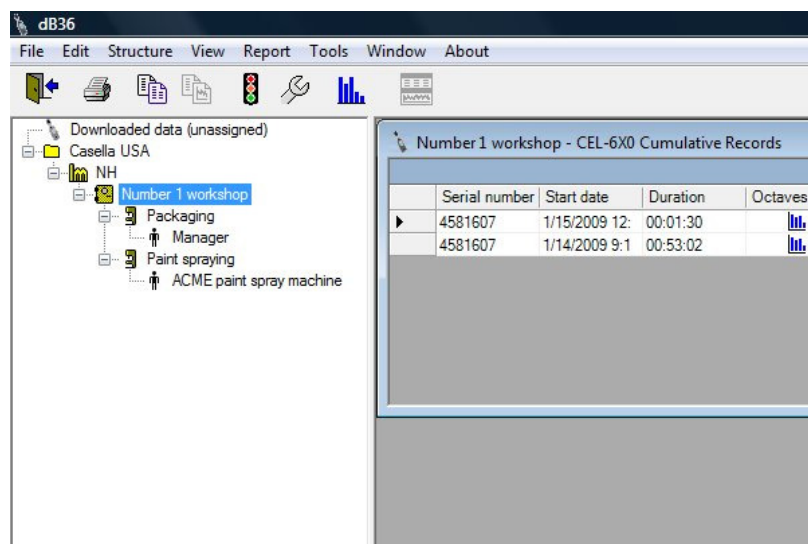 dB36
File Edit Structure View Report Tools Window About
Downloaded data (unassigned)
Casella USA
NH
Number 1 workshop
Packaging
Manager
Paint spraying
ACME paint spray machine
Number 1 workshop - CEL-6X0 Cumulative Records
Serial number Start date Duration Octaves
4581607 1/15/2009 12: 00:01:30
4581607 1/14/2009 9:1 00:53:02